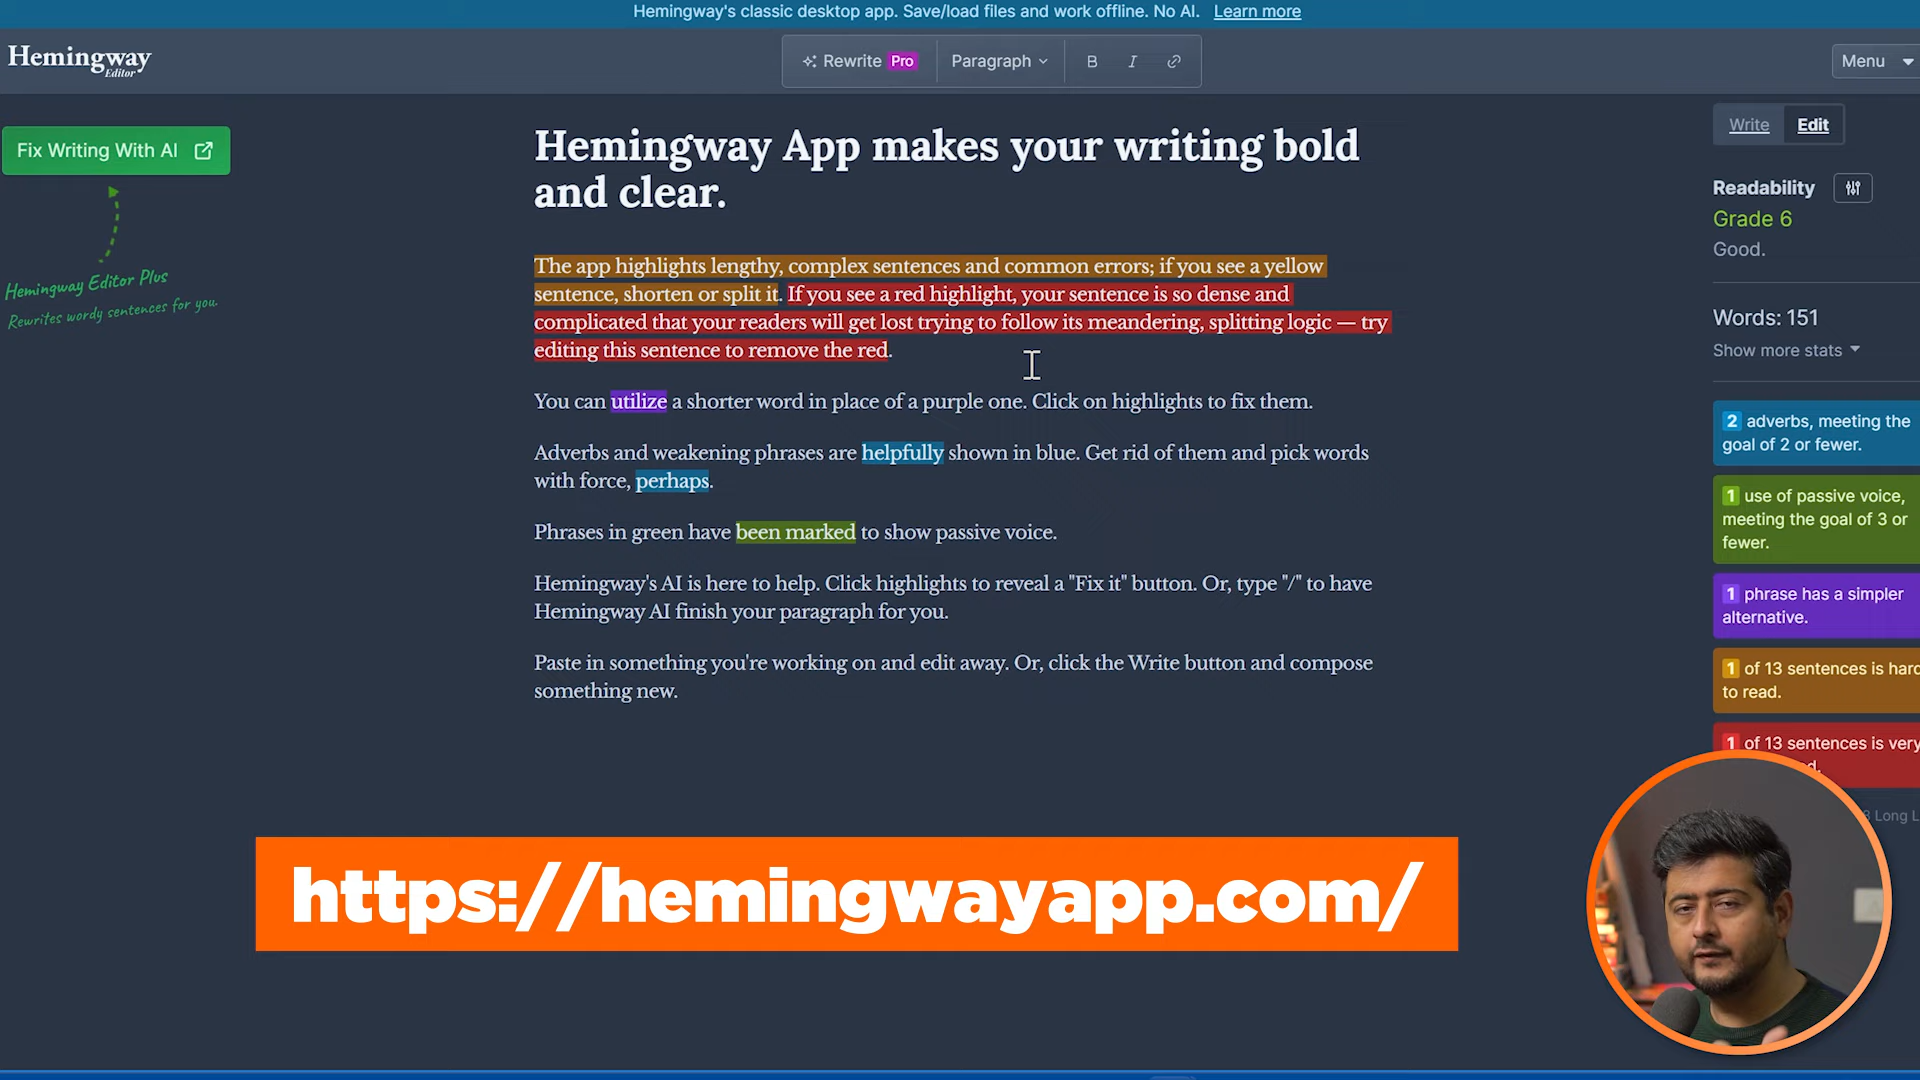 Hemingway's classic desktop app. Save/load files and work offline. No AI. Learn more
Hemingway
Editor
Rewrite Pro
Paragraph
B
I
Menu
Fix Writing With AI
Hemingway Editor Plus
Rewrites wordy sentences for you.
Hemingway App makes your writing bold
and clear.
The app highlights lengthy, complex sentences and common errors; if you see a yellow
sentence, shorten or split it. If you see a red highlight, your sentence is so dense and
complicated that your readers will get lost trying to follow its meandering, splitting logic — try
editing this sentence to remove the red.
You can utilize a shorter word in place of a purple one. Click on highlights to fix them.
Adverbs and weakening phrases are helpfully shown in blue. Get rid of them and pick words
with force, perhaps.
Phrases in green have been marked to show passive voice.
Hemingway's AI is here to help. Click highlights to reveal a "Fix it" button. Or, type "/" to have
Hemingway AI finish your paragraph for you.
Paste in something you're working on and edit away. Or, click the Write button and compose
something new.
Write
Edit
Readability
Grade 6
Good.
Words: 151
Show more stats
2 adverbs, meeting the
goal of 2 or fewer.
1 use of passive voice,
meeting the goal of 3 or
fewer.
1 phrase has a simpler
alternative.
1 of 13 sentences is hard
to read.
1 of 13 sentences is very
Long
https://hemingwayapp.com/